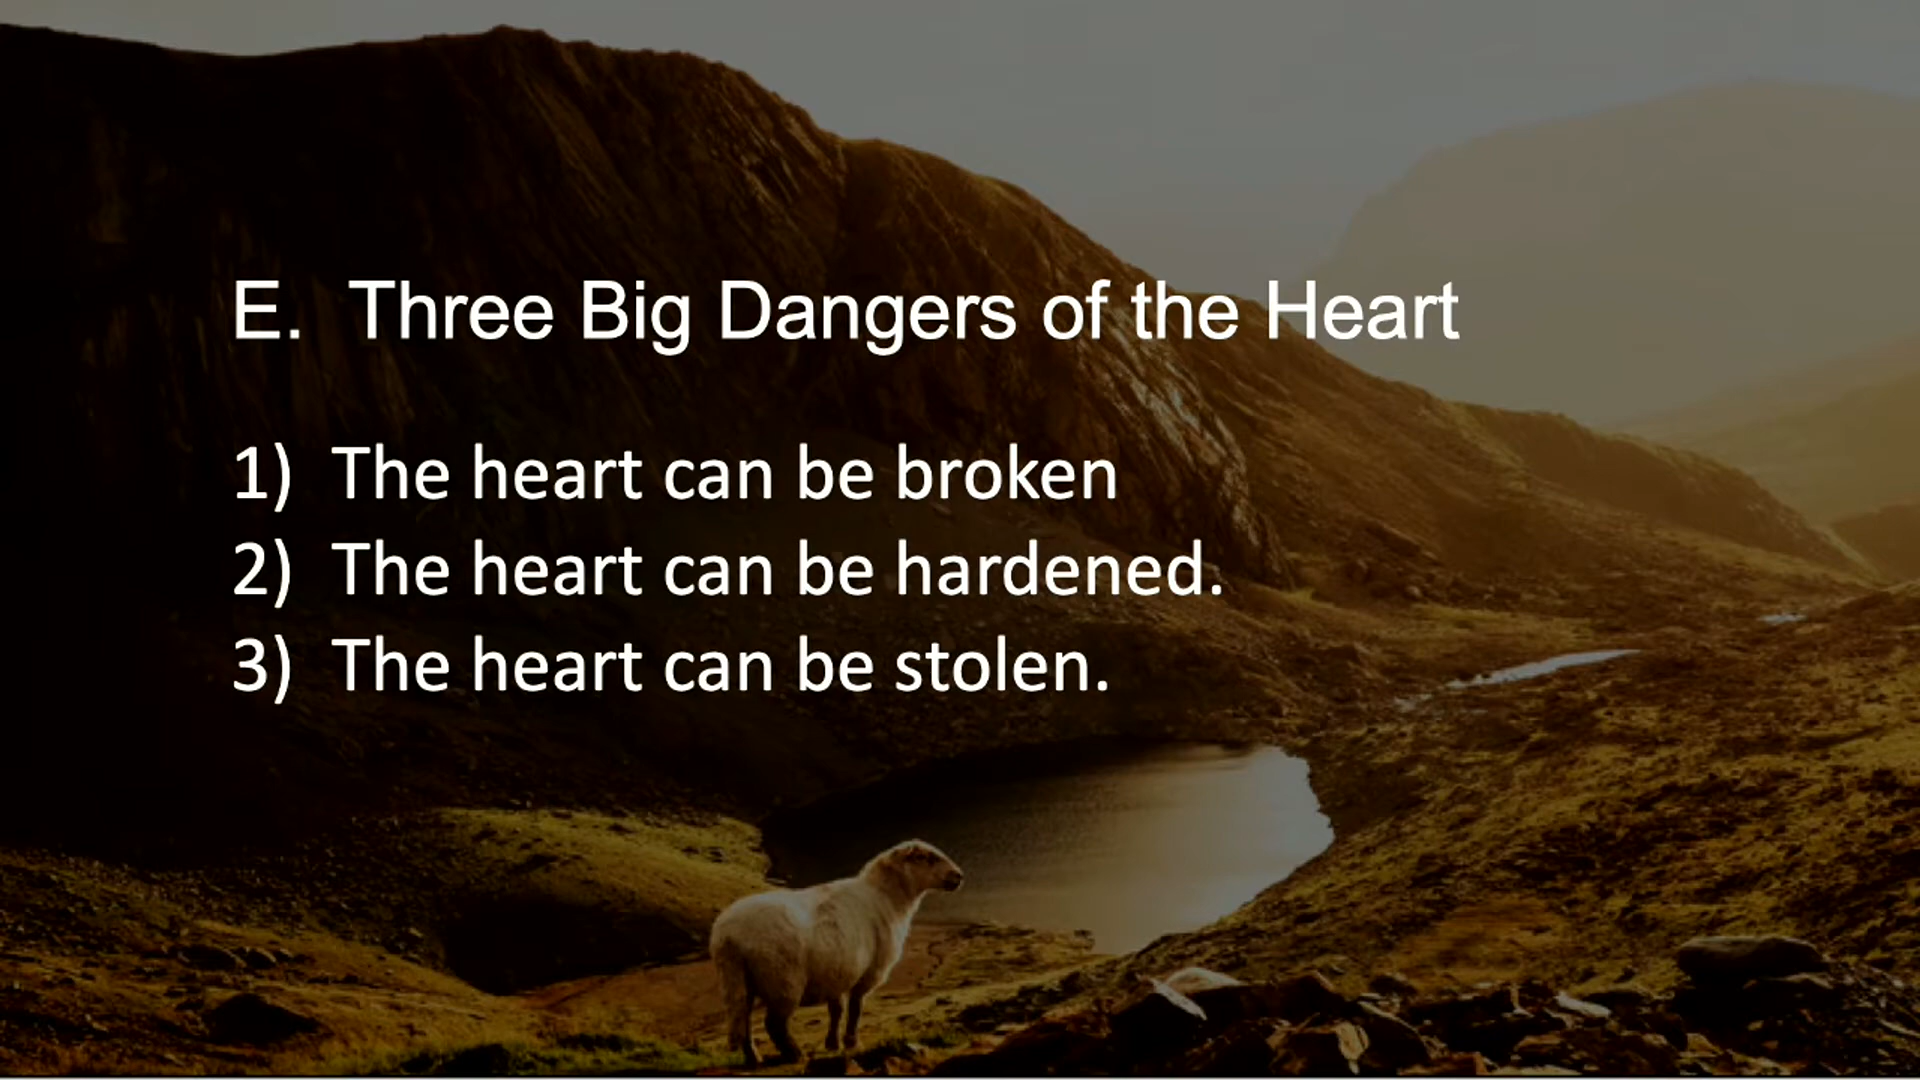 E. Three Big Dangers of the Heart
1) The heart can be broken
2) The heart can be hardened.
3) The heart can be stolen.